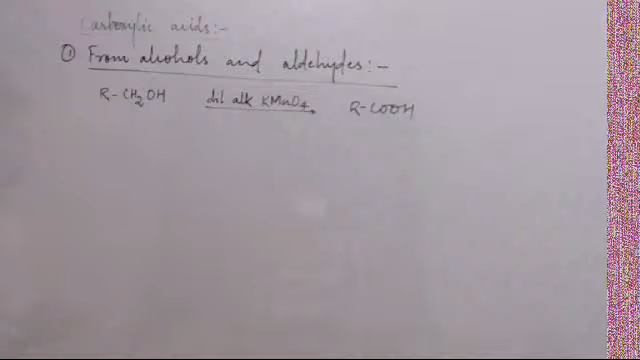 Carboxylic acids:-
① From alcohols and aldehydes:-
R-CH₂OH dil alk KMnO₄ → R-COOH